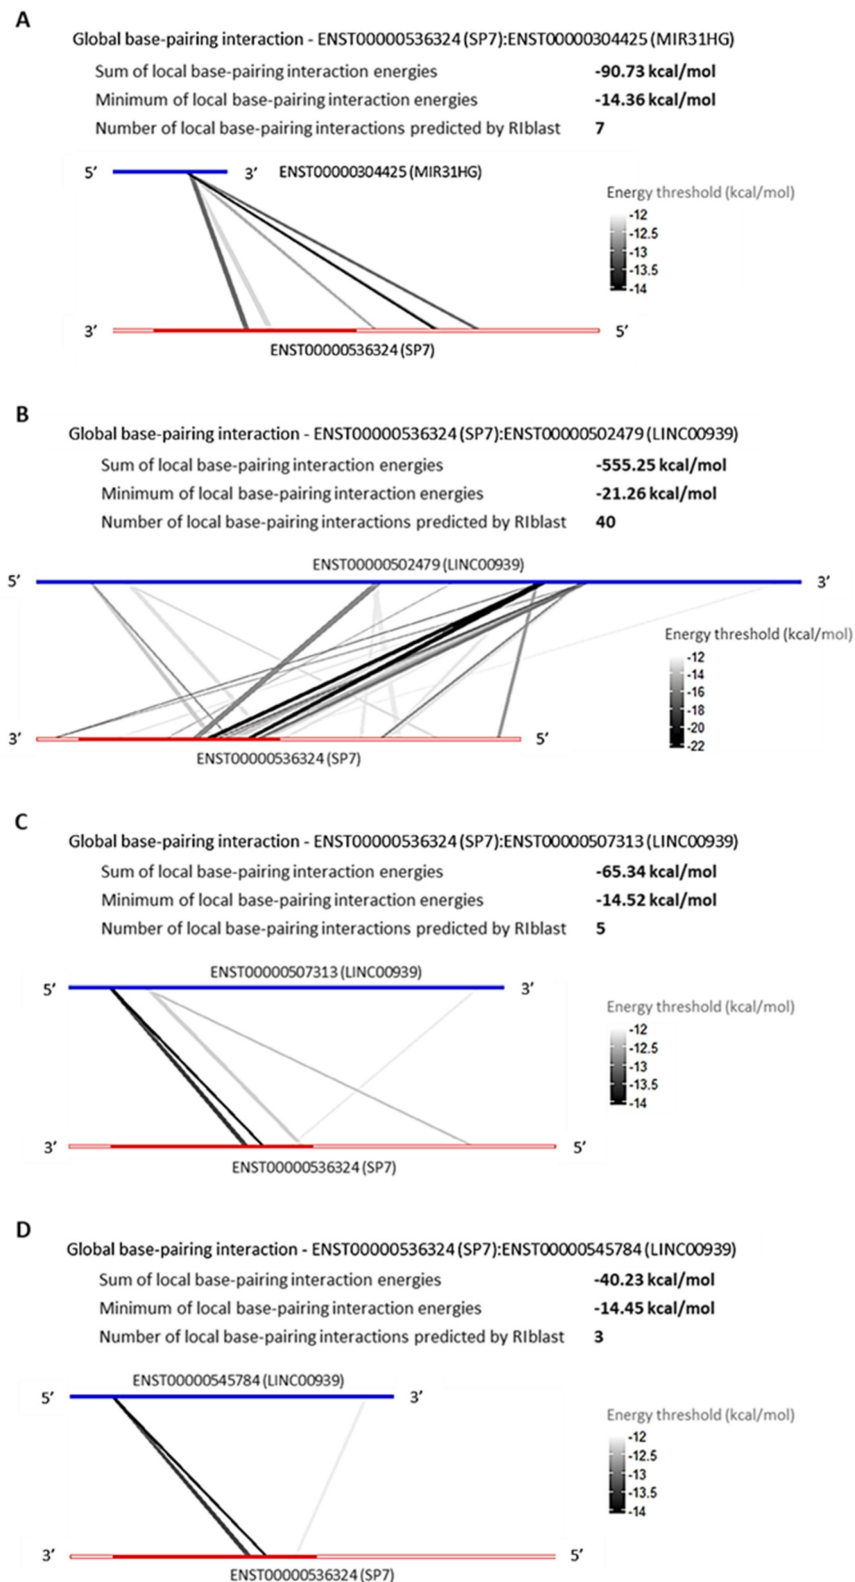 A
Global base-pairing interaction - ENST00000536324 (SP7):ENST00000304425 (MIR31HG)
Sum of local base-pairing interaction energies -90.73 kcal/mol
Minimum of local base-pairing interaction energies -14.36 kcal/mol
Number of local base-pairing interactions predicted by RIblast 7
5’ 3’ ENST00000304425 (MIR31HG)
Energy threshold (kcal/mol)
-12
-12.5
-13
-13.5
-14
3’ 5’
ENST00000536324 (SP7)
B
Global base-pairing interaction - ENST00000536324 (SP7):ENST00000502479 (LINC00939)
Sum of local base-pairing interaction energies -555.25 kcal/mol
Minimum of local base-pairing interaction energies -21.26 kcal/mol
Number of local base-pairing interactions predicted by RIblast 40
ENST00000502479 (LINC00939)
5’ 3’
Energy threshold (kcal/mol)
-12
-14
-16
-18
-20
-22
3’ 5’
ENST00000536324 (SP7)
C
Global base-pairing interaction - ENST00000536324 (SP7):ENST00000507313 (LINC00939)
Sum of local base-pairing interaction energies -65.34 kcal/mol
Minimum of local base-pairing interaction energies -14.52 kcal/mol
Number of local base-pairing interactions predicted by RIblast 5
ENST00000507313 (LINC00939)
5’ 3’
Energy threshold (kcal/mol)
-12
-12.5
-13
-13.5
-14
3’ 5’
ENST00000536324 (SP7)
D
Global base-pairing interaction - ENST00000536324 (SP7):ENST00000545784 (LINC00939)
Sum of local base-pairing interaction energies -40.23 kcal/mol
Minimum of local base-pairing interaction energies -14.45 kcal/mol
Number of local base-pairing interactions predicted by RIblast 3
ENST00000545784 (LINC00939)
5’ 3’
Energy threshold (kcal/mol)
-12
-12.5
-13
-13.5
-14
3’ 5’
ENST00000536324 (SP7)